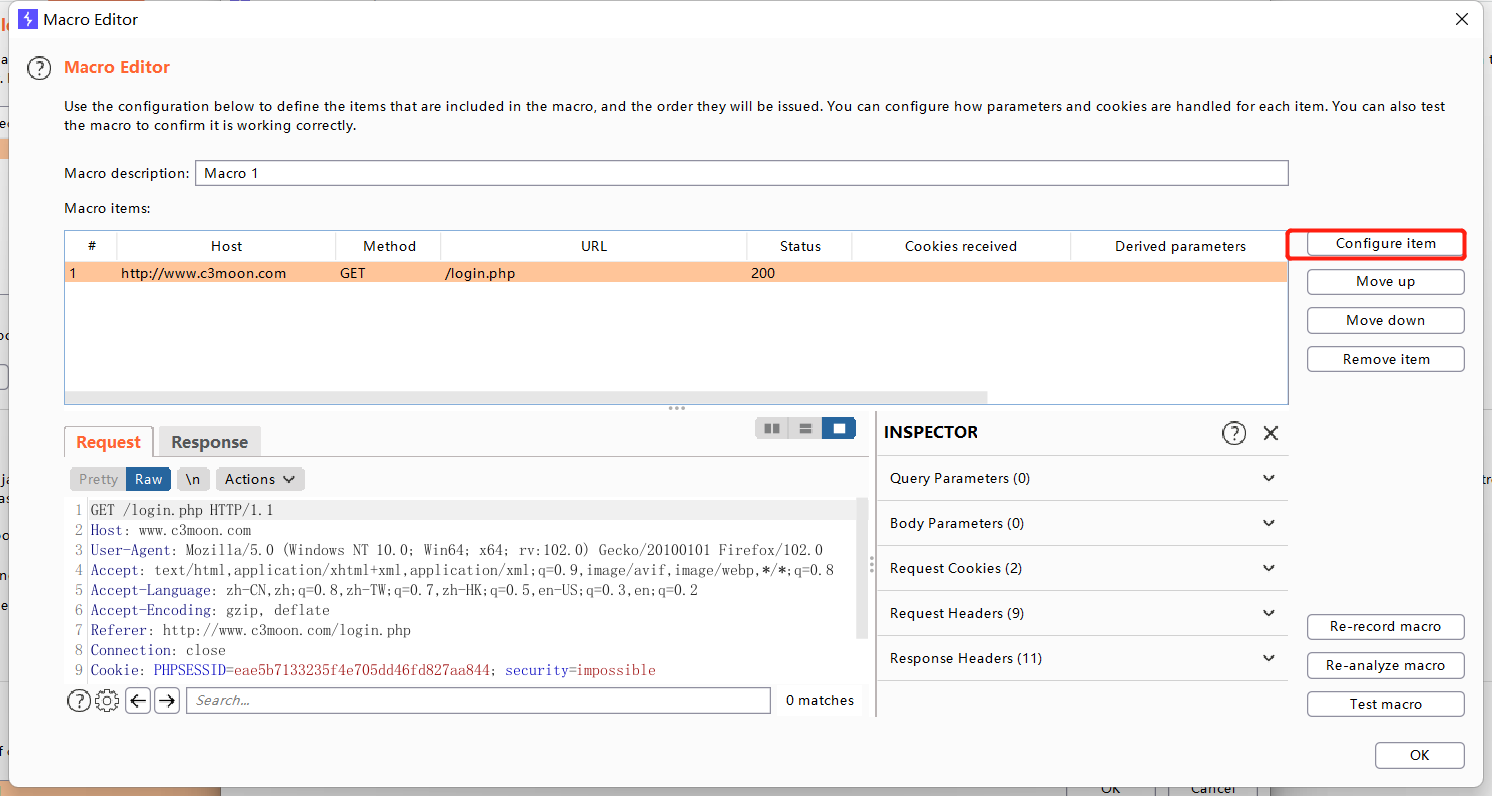 Macro Editor
Macro Editor
Use the configuration below to define the items that are included in the macro, and the order they will be issued. You can configure how parameters and cookies are handled for each item. You can also test
the macro to confirm it is working correctly.
Macro description: Macro 1
Macro items:
# Host Method URL Status Cookies received Derived parameters
1 http://www.c3moon.com GET /login.php 200
Configure item
Move up
Move down
Remove item
Request Response
Pretty Raw \n Actions
1 GET /login.php HTTP/1.1
2 Host: www.c3moon.com
3 User-Agent: Mozilla/5.0 (Windows NT 10.0; Win64; x64; rv:102.0) Gecko/20100101 Firefox/102.0
4 Accept: text/html,application/xhtml+xml,application/xml;q=0.9,image/avif,image/webp,*/*;q=0.8
5 Accept-Language: zh-CN,zh;q=0.8,zh-TW;q=0.7,zh-HK;q=0.5,en-US;q=0.3,en;q=0.2
6 Accept-Encoding: gzip, deflate
7 Referer: http://www.c3moon.com/login.php
8 Connection: close
9 Cookie: PHPSESSID=eae5b7133235f4e705dd46fd827aa844; security=impossible
Search...
0 matches
INSPECTOR
Query Parameters (0)
Body Parameters (0)
Request Cookies (2)
Request Headers (9)
Response Headers (11)
Re-record macro
Re-analyze macro
Test macro
OK
OK Cancel